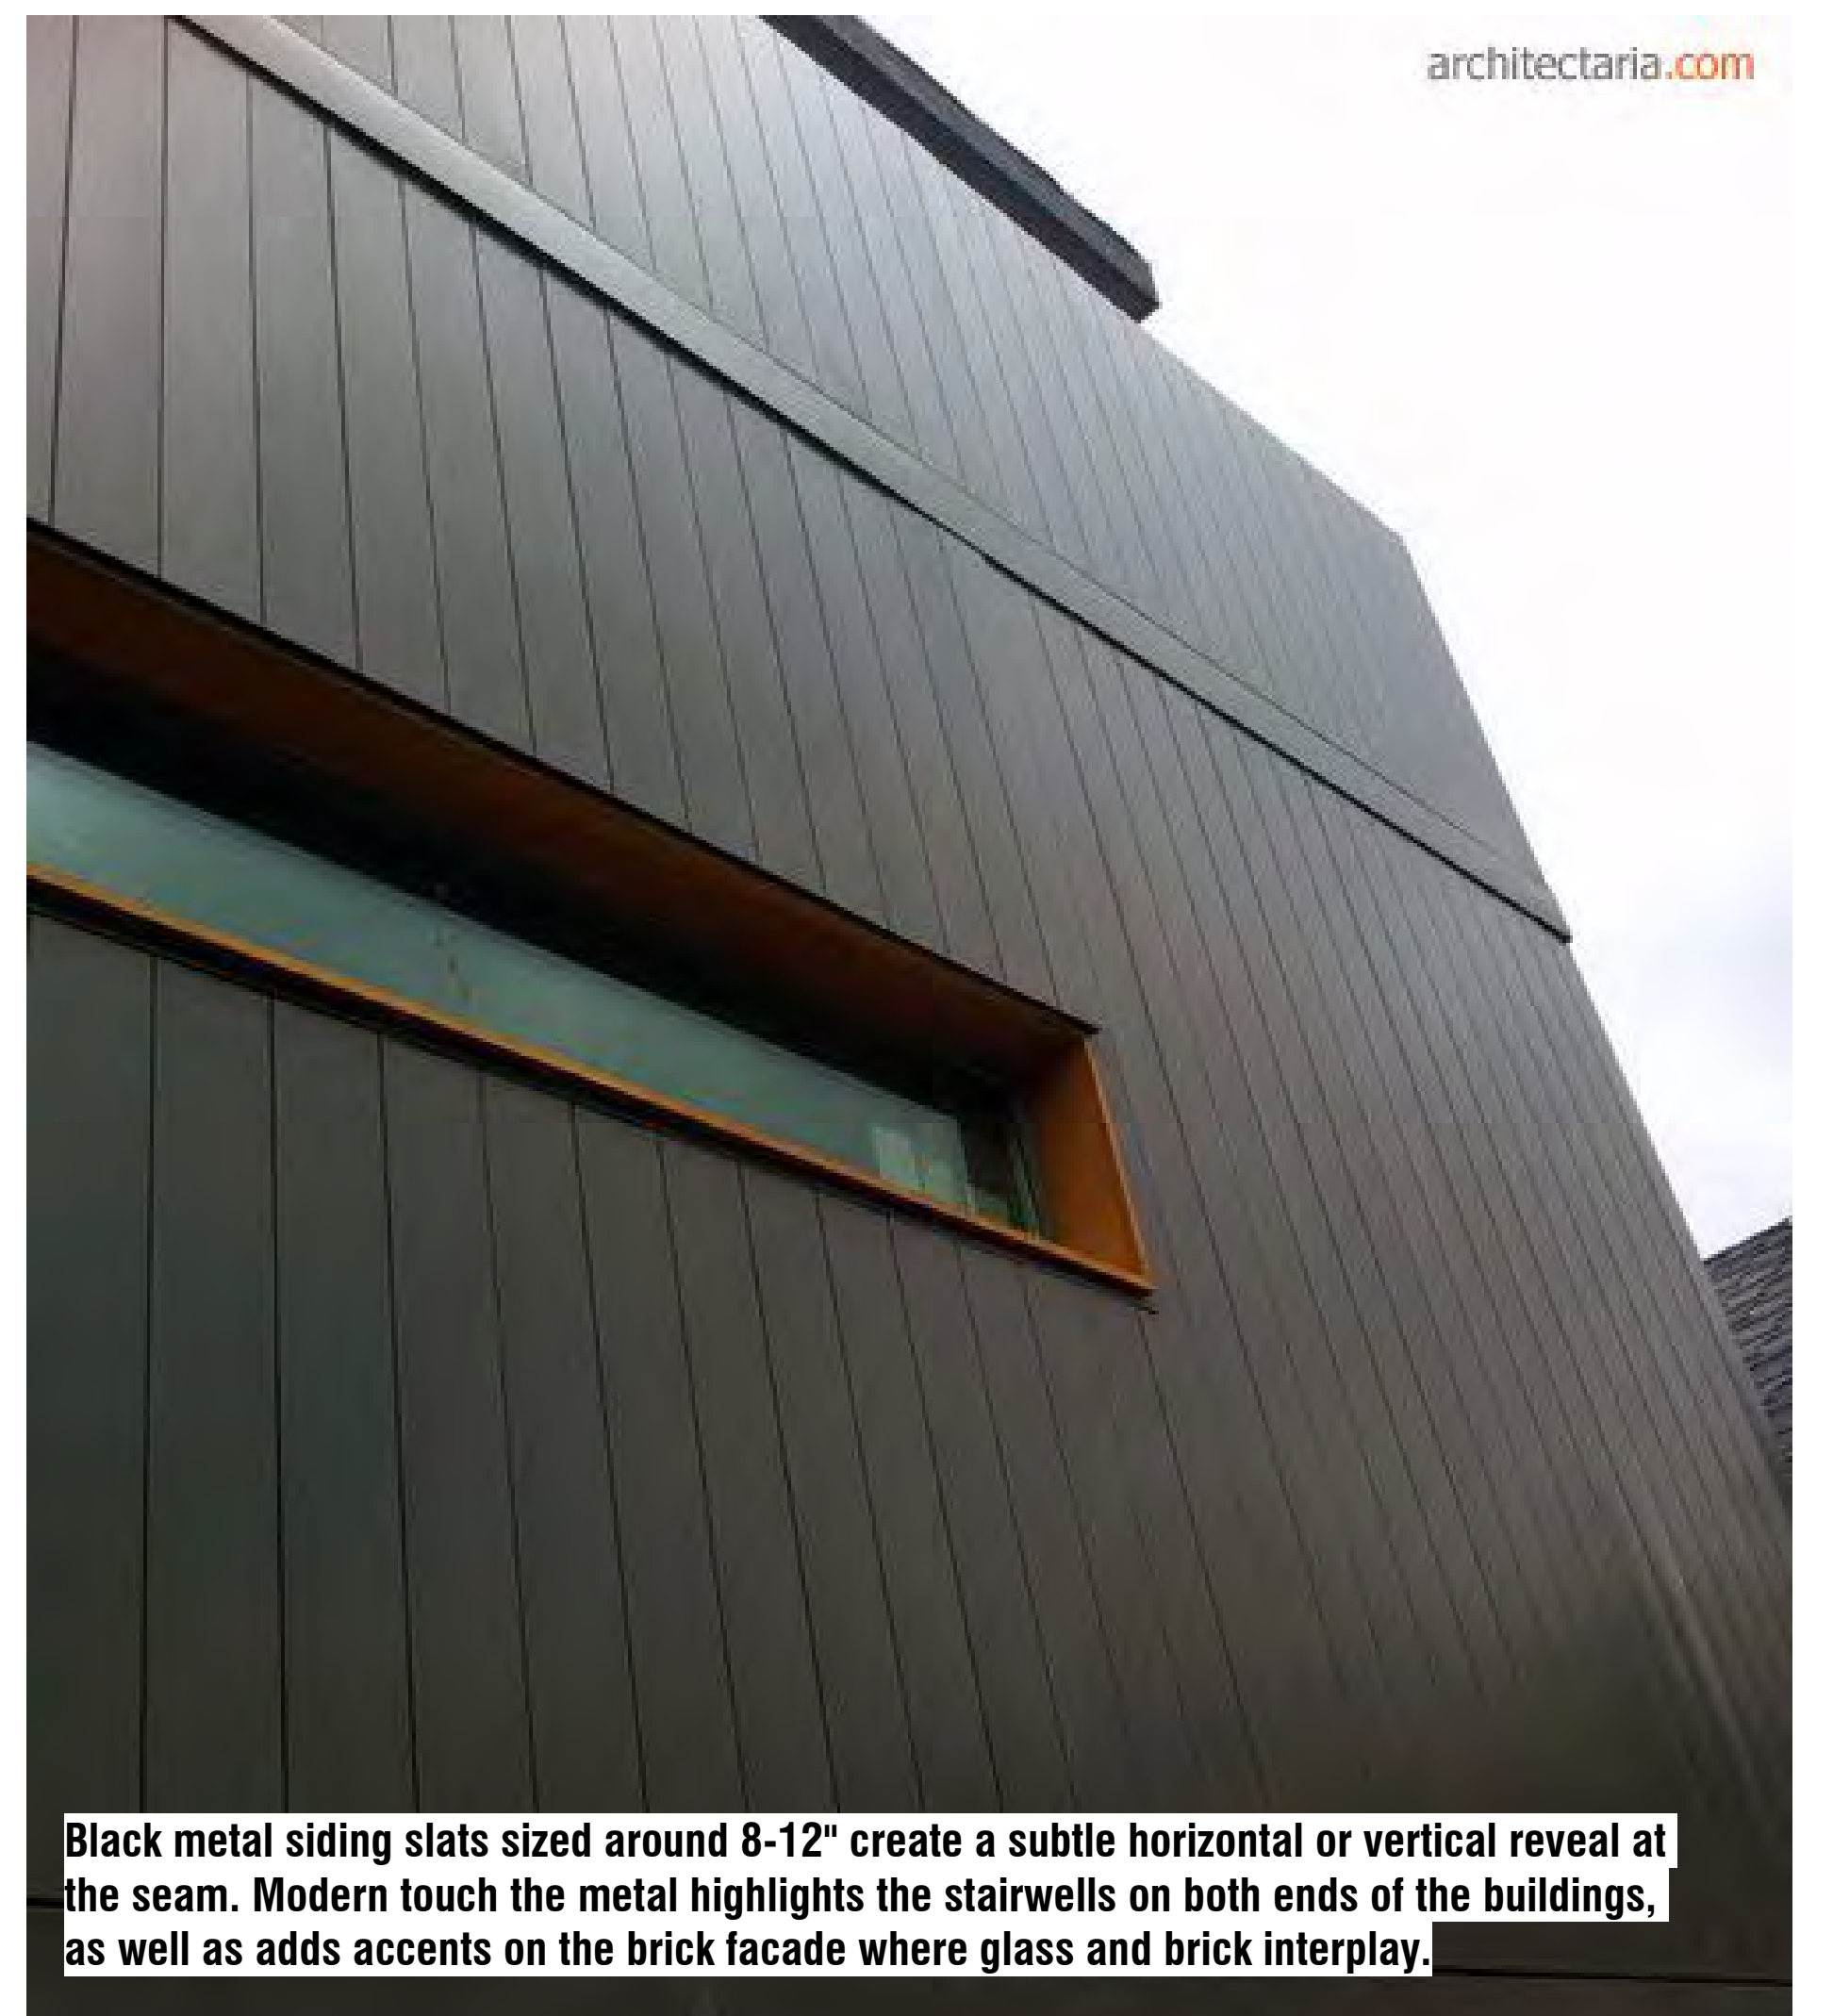 architectaria.com
Black metal siding slats sized around 8-12" create a subtle horizontal or vertical reveal at
the seam. Modern touch the metal highlights the stairwells on both ends of the buildings,
as well as adds accents on the brick facade where glass and brick interplay.